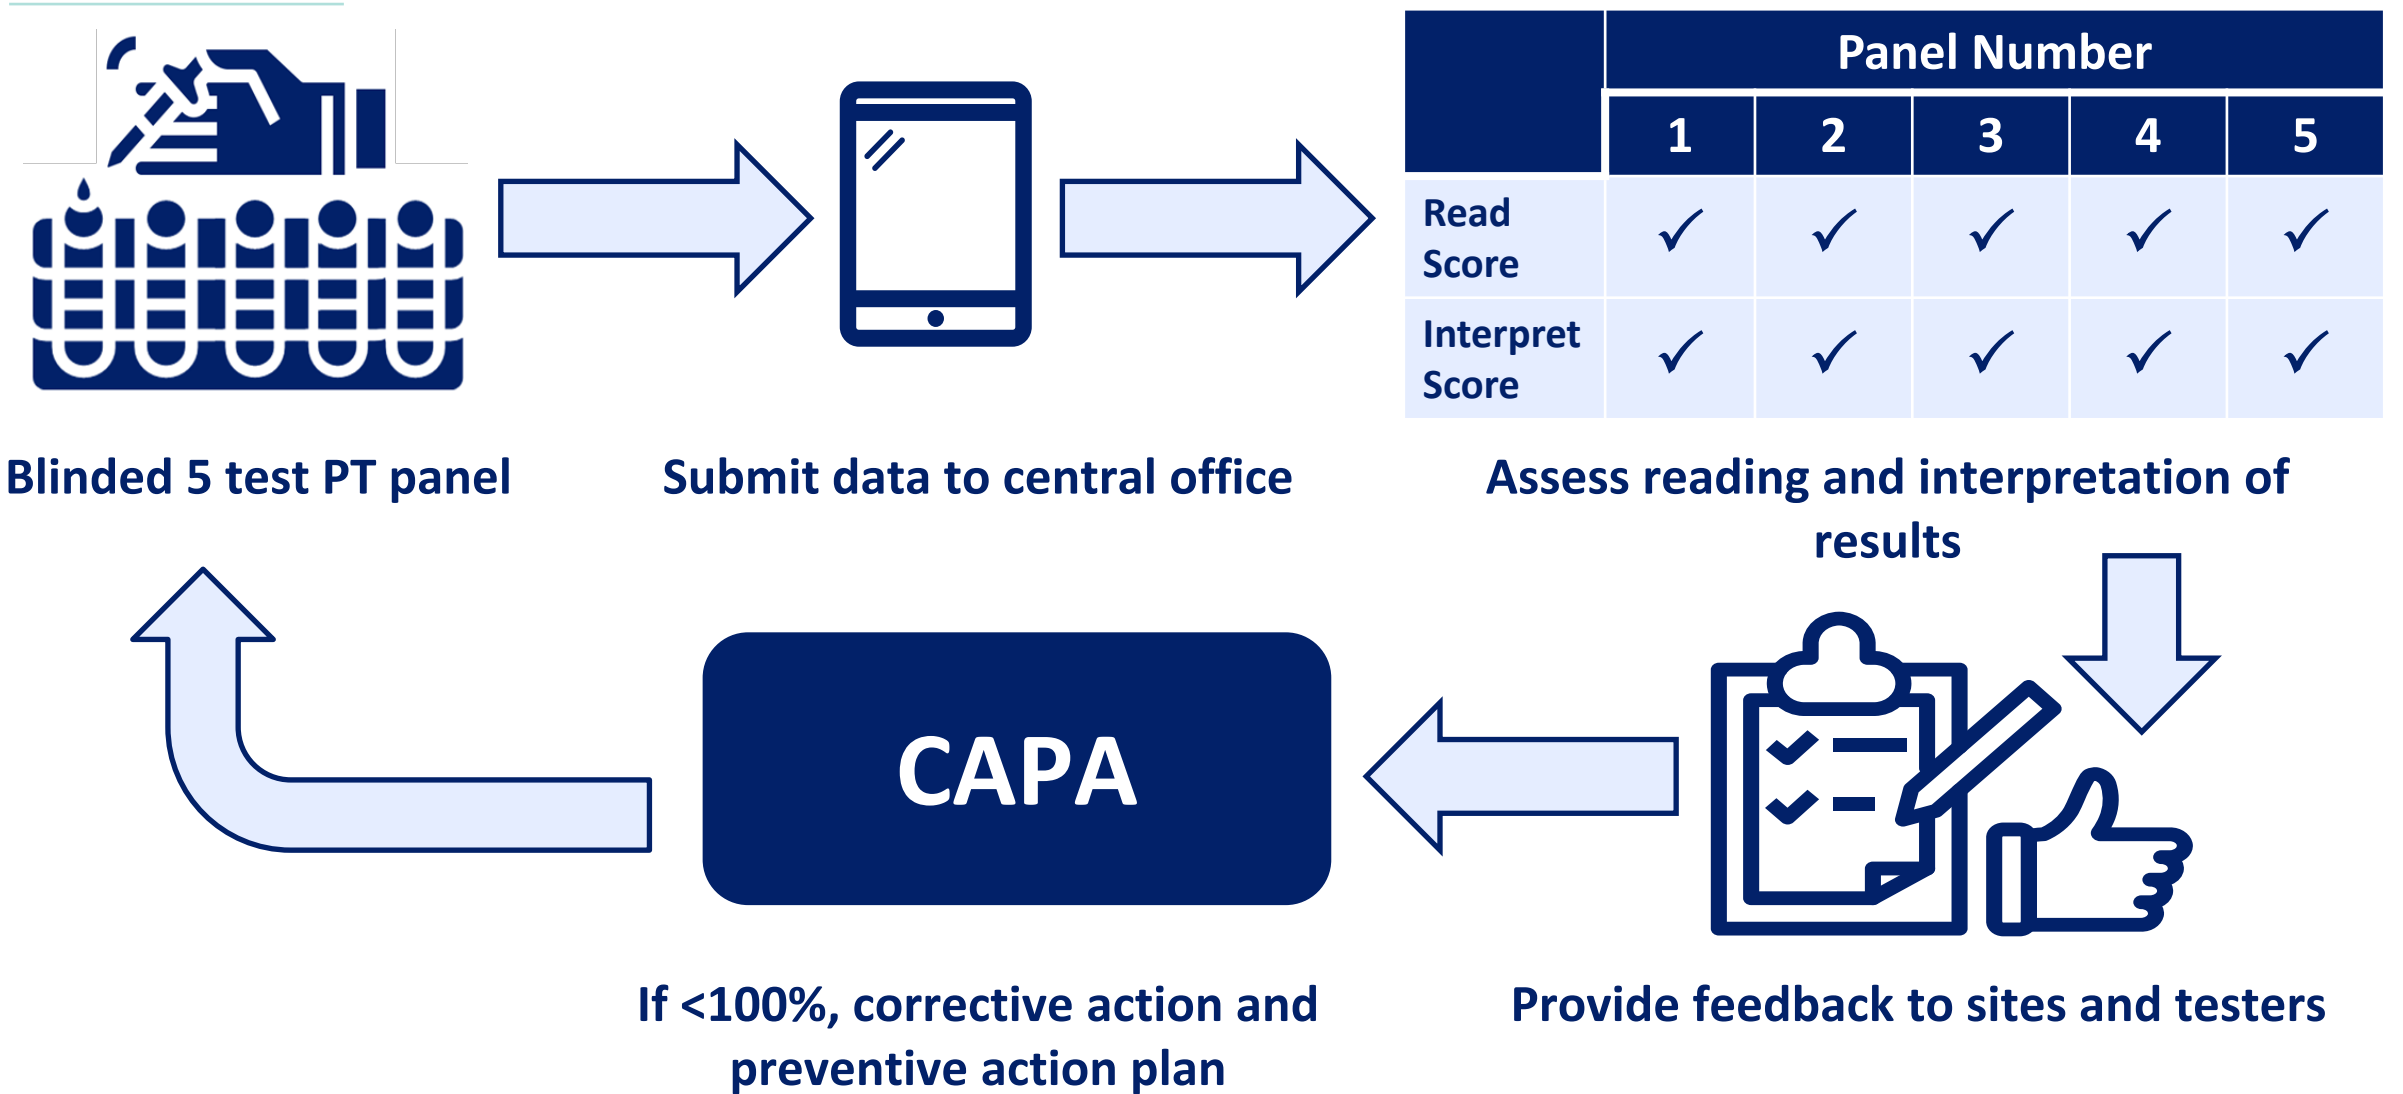 Panel Number
1 2 3 4 5
Read
Score
✓ ✓ ✓ ✓ ✓
Interpret
Score
✓ ✓ ✓ ✓ ✓
Blinded 5 test PT panel
Submit data to central office
Assess reading and interpretation of
results
CAPA
If <100%, corrective action and
preventive action plan
Provide feedback to sites and testers